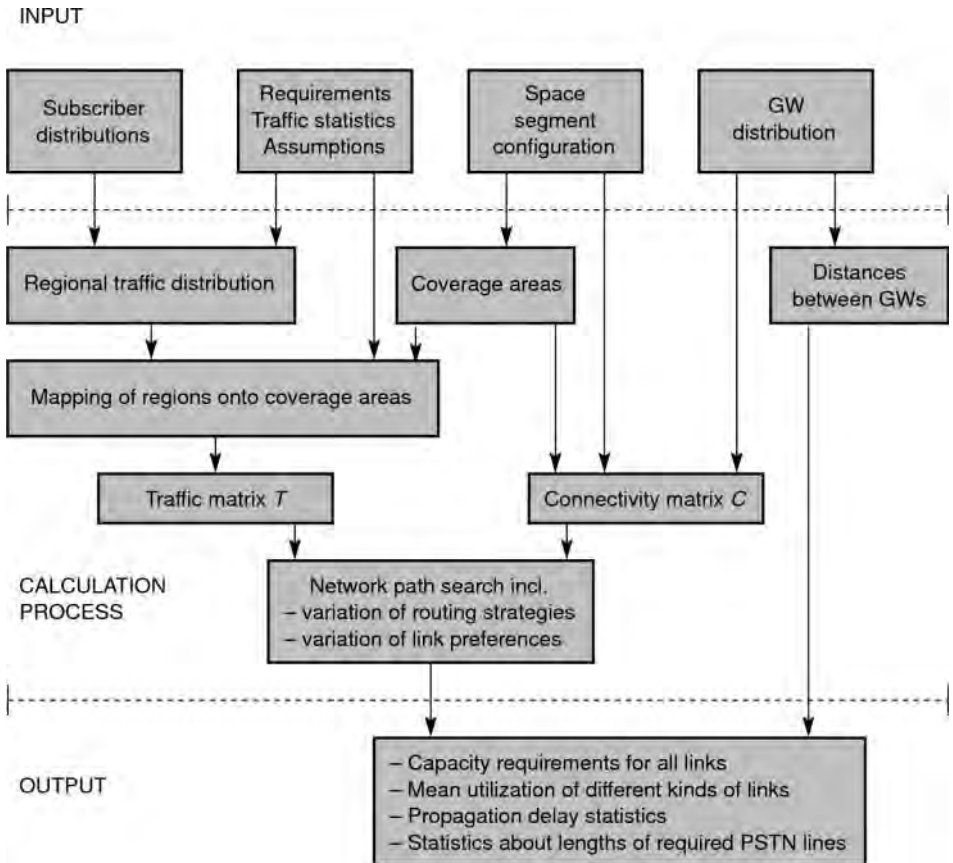 INPUT
Subscriber
distributions
Requirements
Traffic statistics
Assumptions
Space
segment
configuration
GW
distribution
Regional traffic distribution
Coverage areas
Distances
between GWs
Mapping of regions onto coverage areas
Traffic matrix T
Connectivity matrix C
CALCULATION
PROCESS
Network path search incl.
– variation of routing strategies
– variation of link preferences
OUTPUT
– Capacity requirements for all links
– Mean utilization of different kinds of links
– Propagation delay statistics
– Statistics about lengths of required PSTN lines